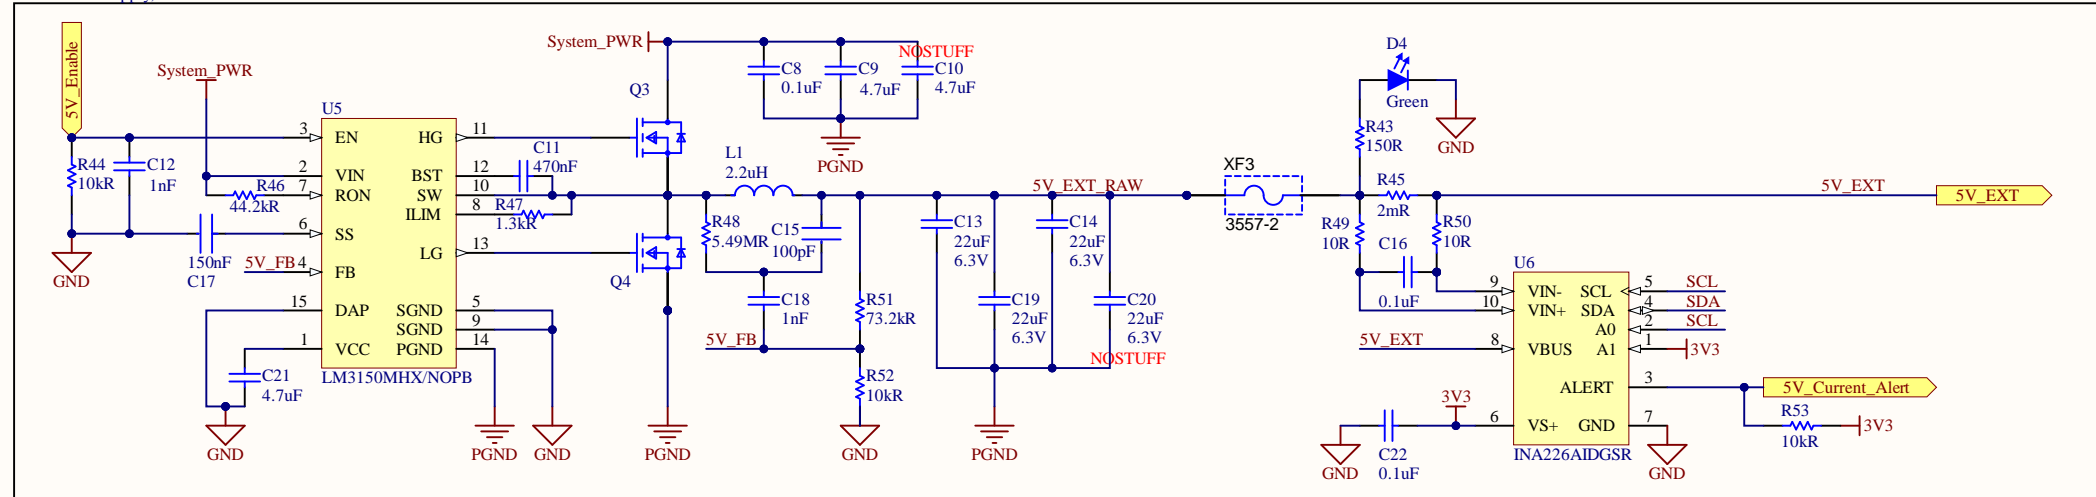 5V_Enable
System_PWR
U5
3
EN
2
VIN
7
RON
6
SS
4
FB
15
DAP
1
VCC
HG
11
BST
12
SW
10
ILIM
8
LG
13
SGND
5
SGND
9
PGND
14
LM3150MHX/NOPB
R44
10kR
C12
1nF
R46
44.2kR
150nF
C17
5V_FB
GND
C21
4.7uF
GND
C11
470nF
R47
1.3kR
PGND
GND
System_PWR
Q3
Q4
PGND
C8
0.1uF
C9
4.7uF
NOSTUFF
C10
4.7uF
PGND
L1
2.2uH
R48
5.49MR
C15
100pF
C18
1nF
5V_FB
R51
73.2kR
R52
10kR
GND
C13
22uF
6.3V
C19
22uF
6.3V
5V_EXT_RAW
C14
22uF
6.3V
C20
22uF
6.3V
NOSTUFF
PGND
XF3
3557-2
D4
Green
GND
R43
150R
R45
2mR
R49
10R
R50
10R
C16
0.1uF
5V_EXT
5V_EXT
U6
9
VIN-
10
VIN+
8
VBUS
6
VS+
SCL
5
SCL
SDA
4
SDA
A0
2
SCL
A1
1
3V3
ALERT
3
5V_Current_Alert
GND
7
INA226AIDGSR
5V_EXT
3V3
C22
0.1uF
GND
GND
R53
10kR
3V3